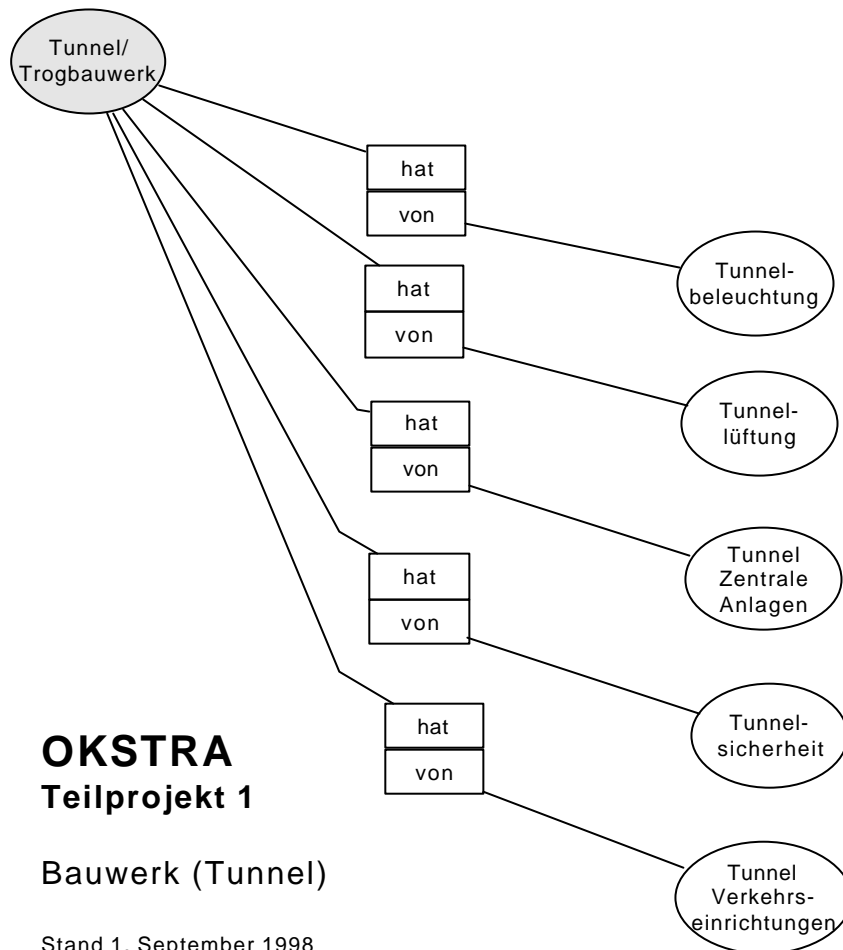 Tunnel/
Trogbauwerk
hat
von
Tunnel-
beleuchtung
hat
von
Tunnel-
lüftung
hat
von
Tunnel
Zentrale
Anlagen
hat
von
Tunnel-
sicherheit
hat
von
Tunnel
Verkehrs-
einrichtungen
OKSTRA
Teilprojekt 1
Bauwerk (Tunnel)
Stand 1. September 1998